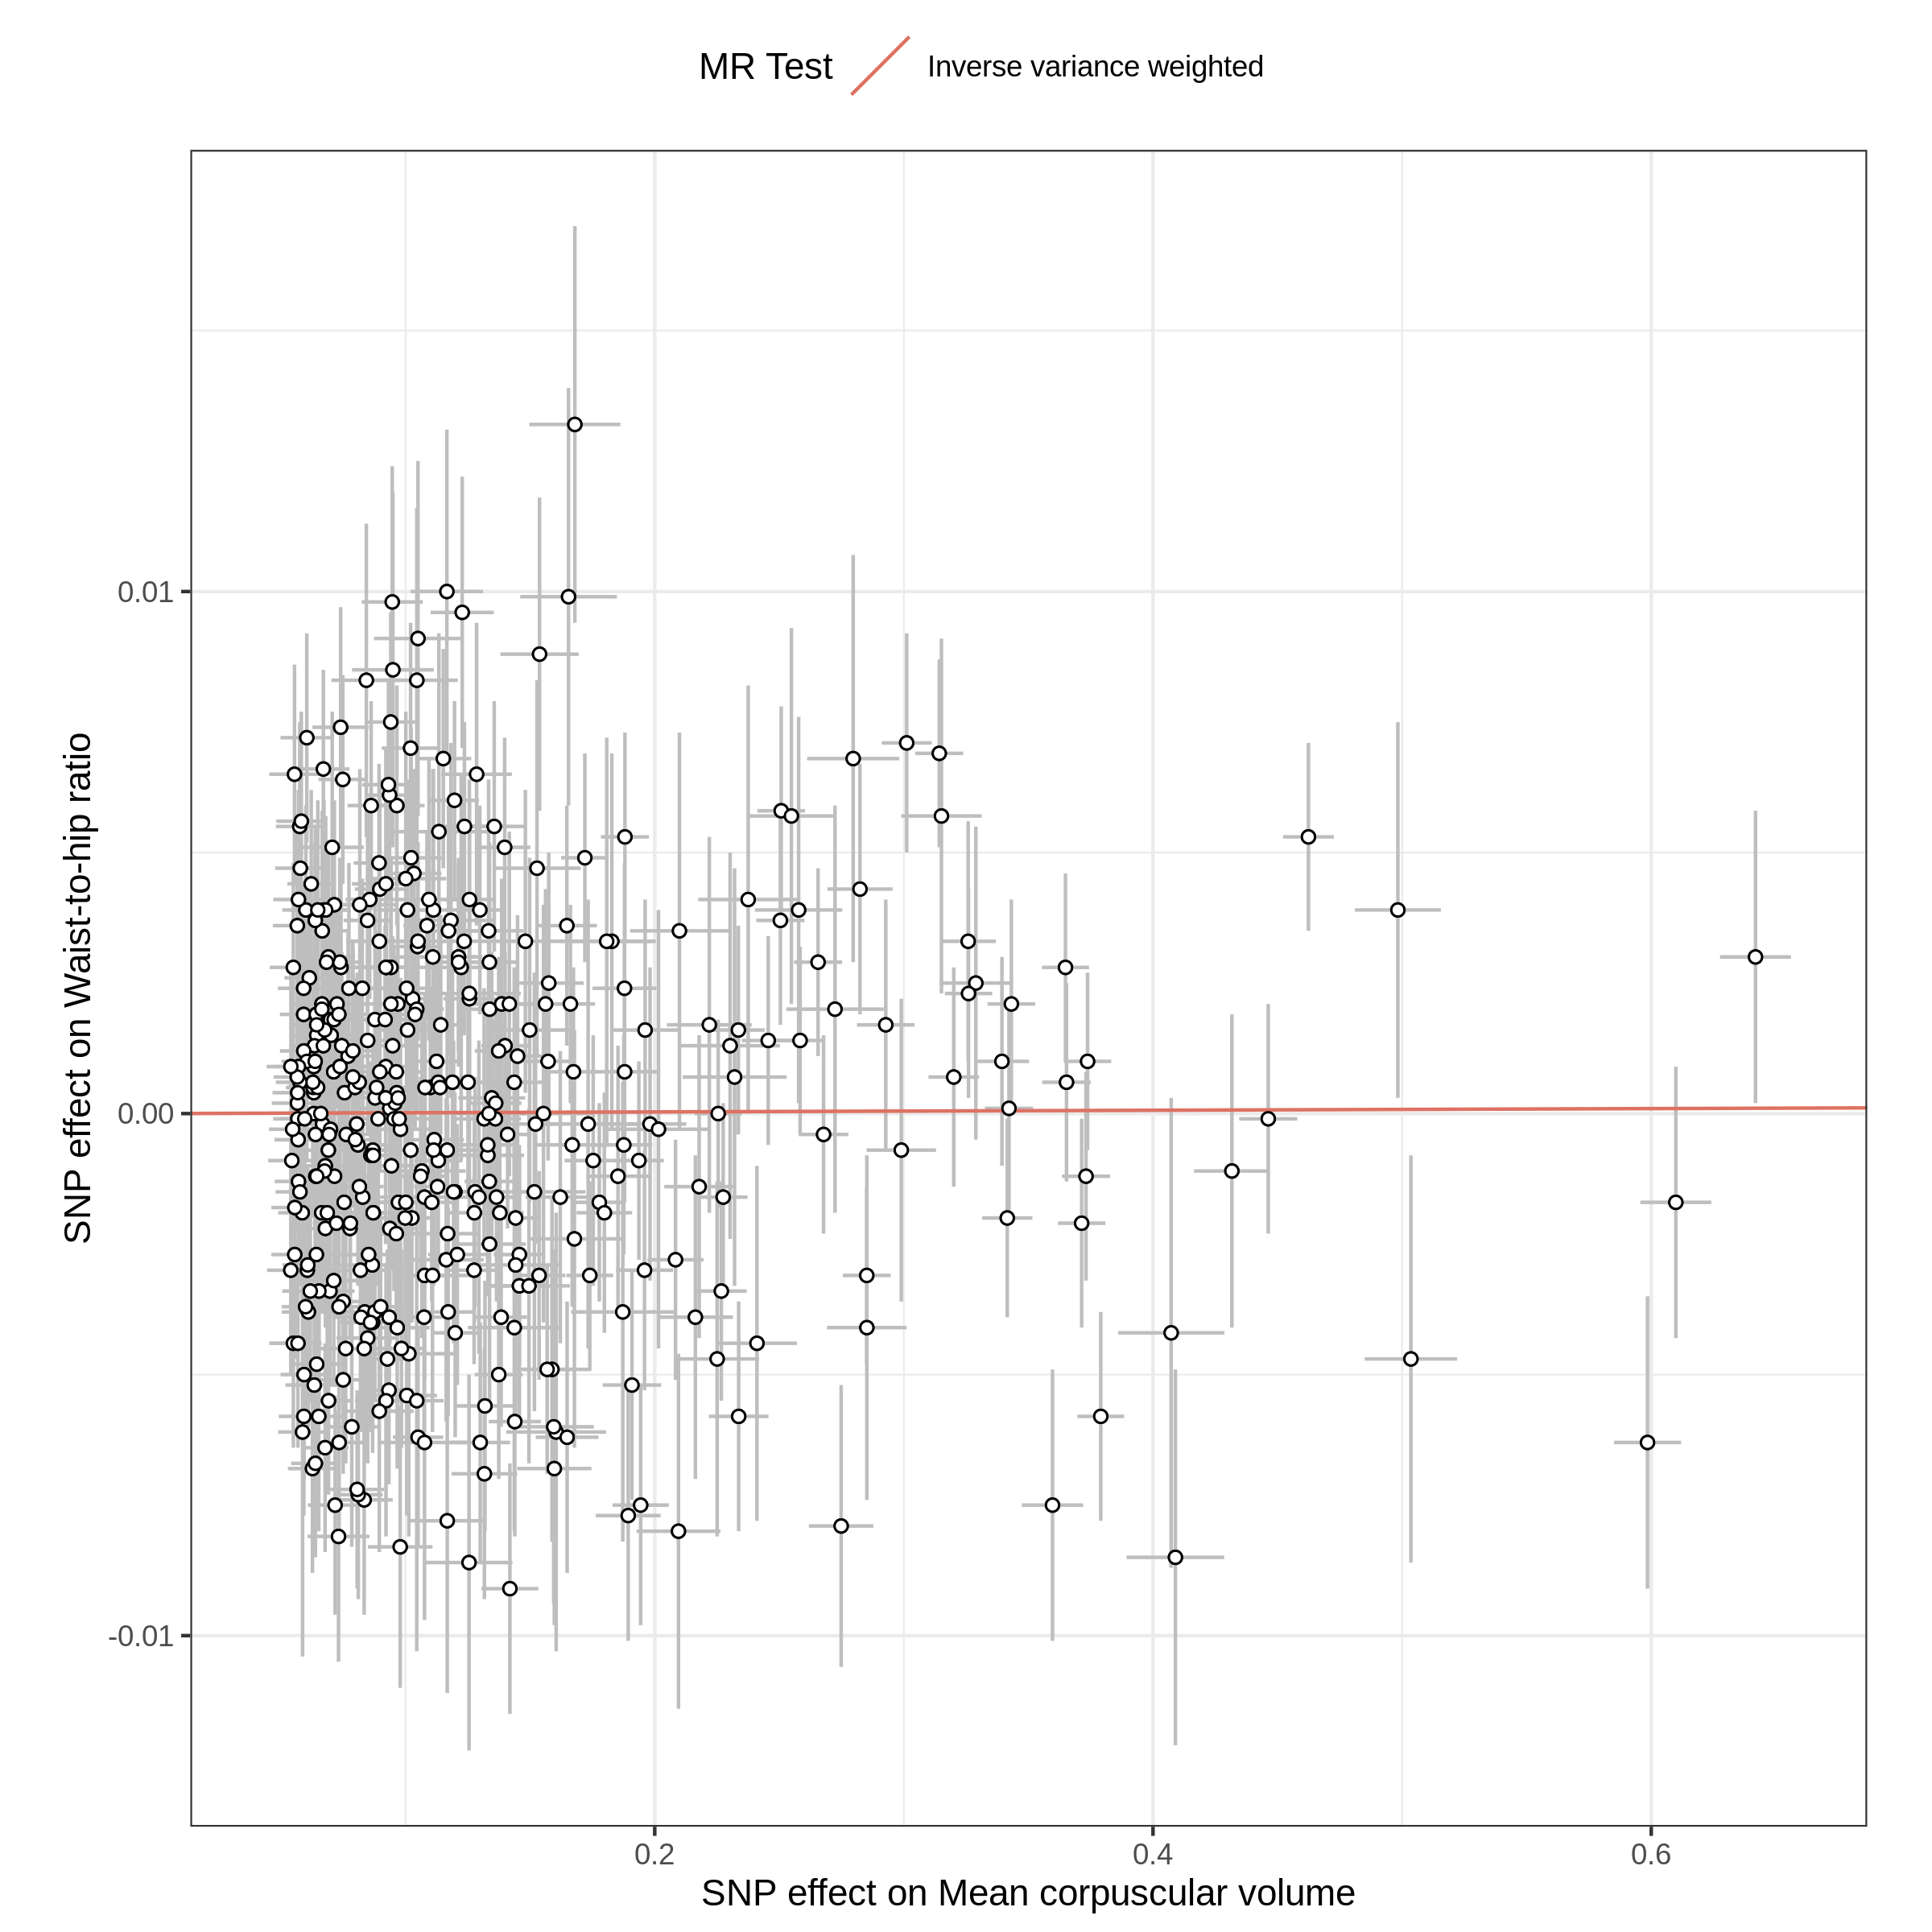 MR Test Inverse variance weighted
SNP effect on Waist-to-hip ratio
0.01
0.00
-0.01
0.2 0.4 0.6
SNP effect on Mean corpuscular volume